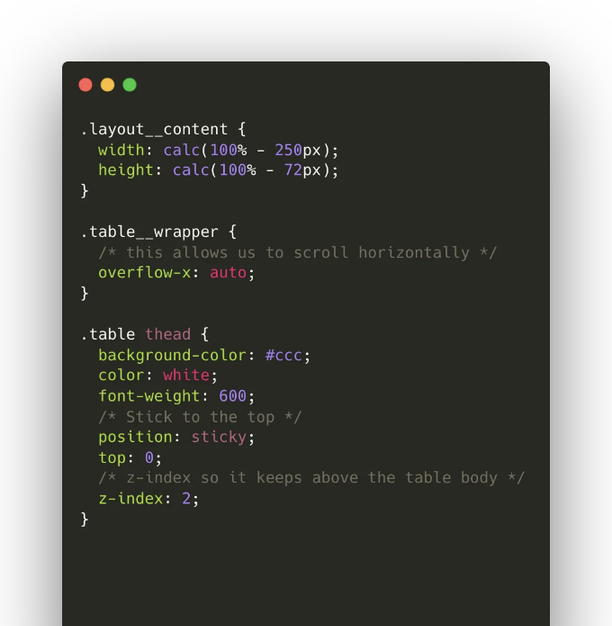 .layout__content {
  width: calc(100% - 250px);
  height: calc(100% - 72px);
}

.table__wrapper {
  /* this allows us to scroll horizontally */
  overflow-x: auto;
}

.table thead {
  background-color: #ccc;
  color: white;
  font-weight: 600;
  /* Stick to the top */
  position: sticky;
  top: 0;
  /* z-index so it keeps above the table body */
  z-index: 2;
}